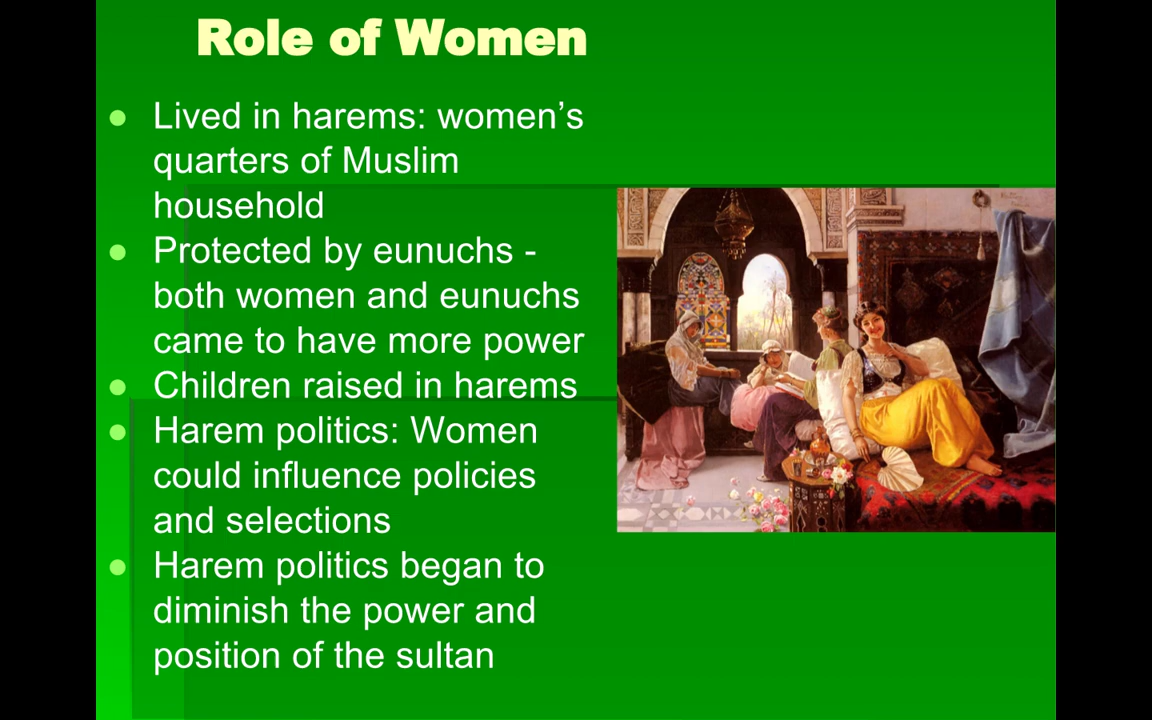 Role of Women
Lived in harems: women’s
quarters of Muslim
household
Protected by eunuchs -
both women and eunuchs
came to have more power
Children raised in harems
Harem politics: Women
could influence policies
and selections
Harem politics began to
diminish the power and
position of the sultan